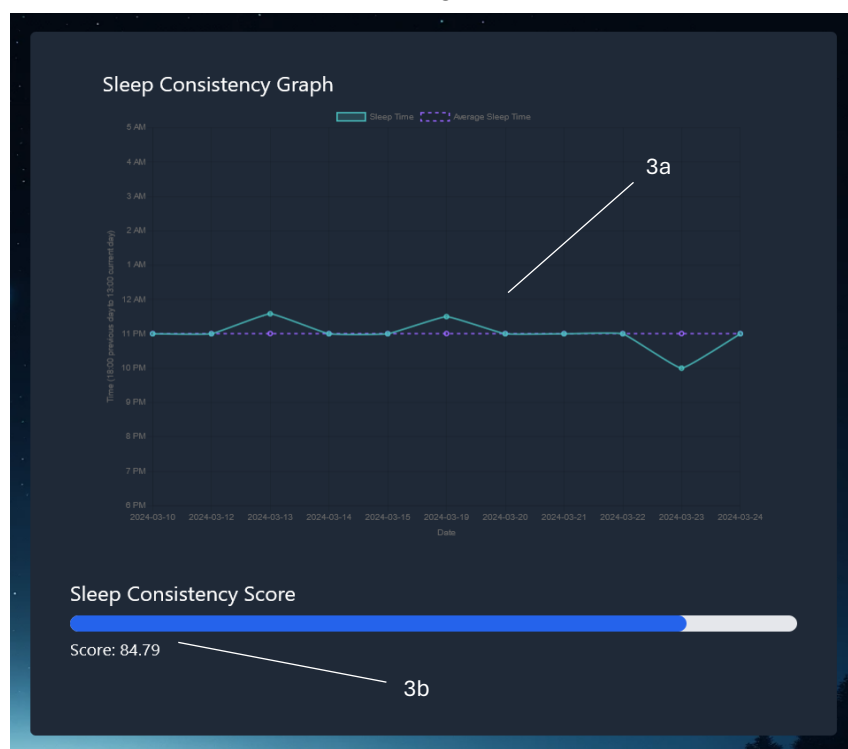 Sleep Consistency Graph
Sleep Time Average Sleep Time
3a
5 AM
4 AM
3 AM
2 AM
1 AM
12 AM
11 PM
10 PM
9 PM
8 PM
7 PM
6 PM
Time (18:00 previous day to 13:00 current day)
2024-03-10 2024-03-12 2024-03-13 2024-03-14 2024-03-15 2024-03-19 2024-03-20 2024-03-21 2024-03-22 2024-03-23 2024-03-24
Date
Sleep Consistency Score
Score: 84.79
3b